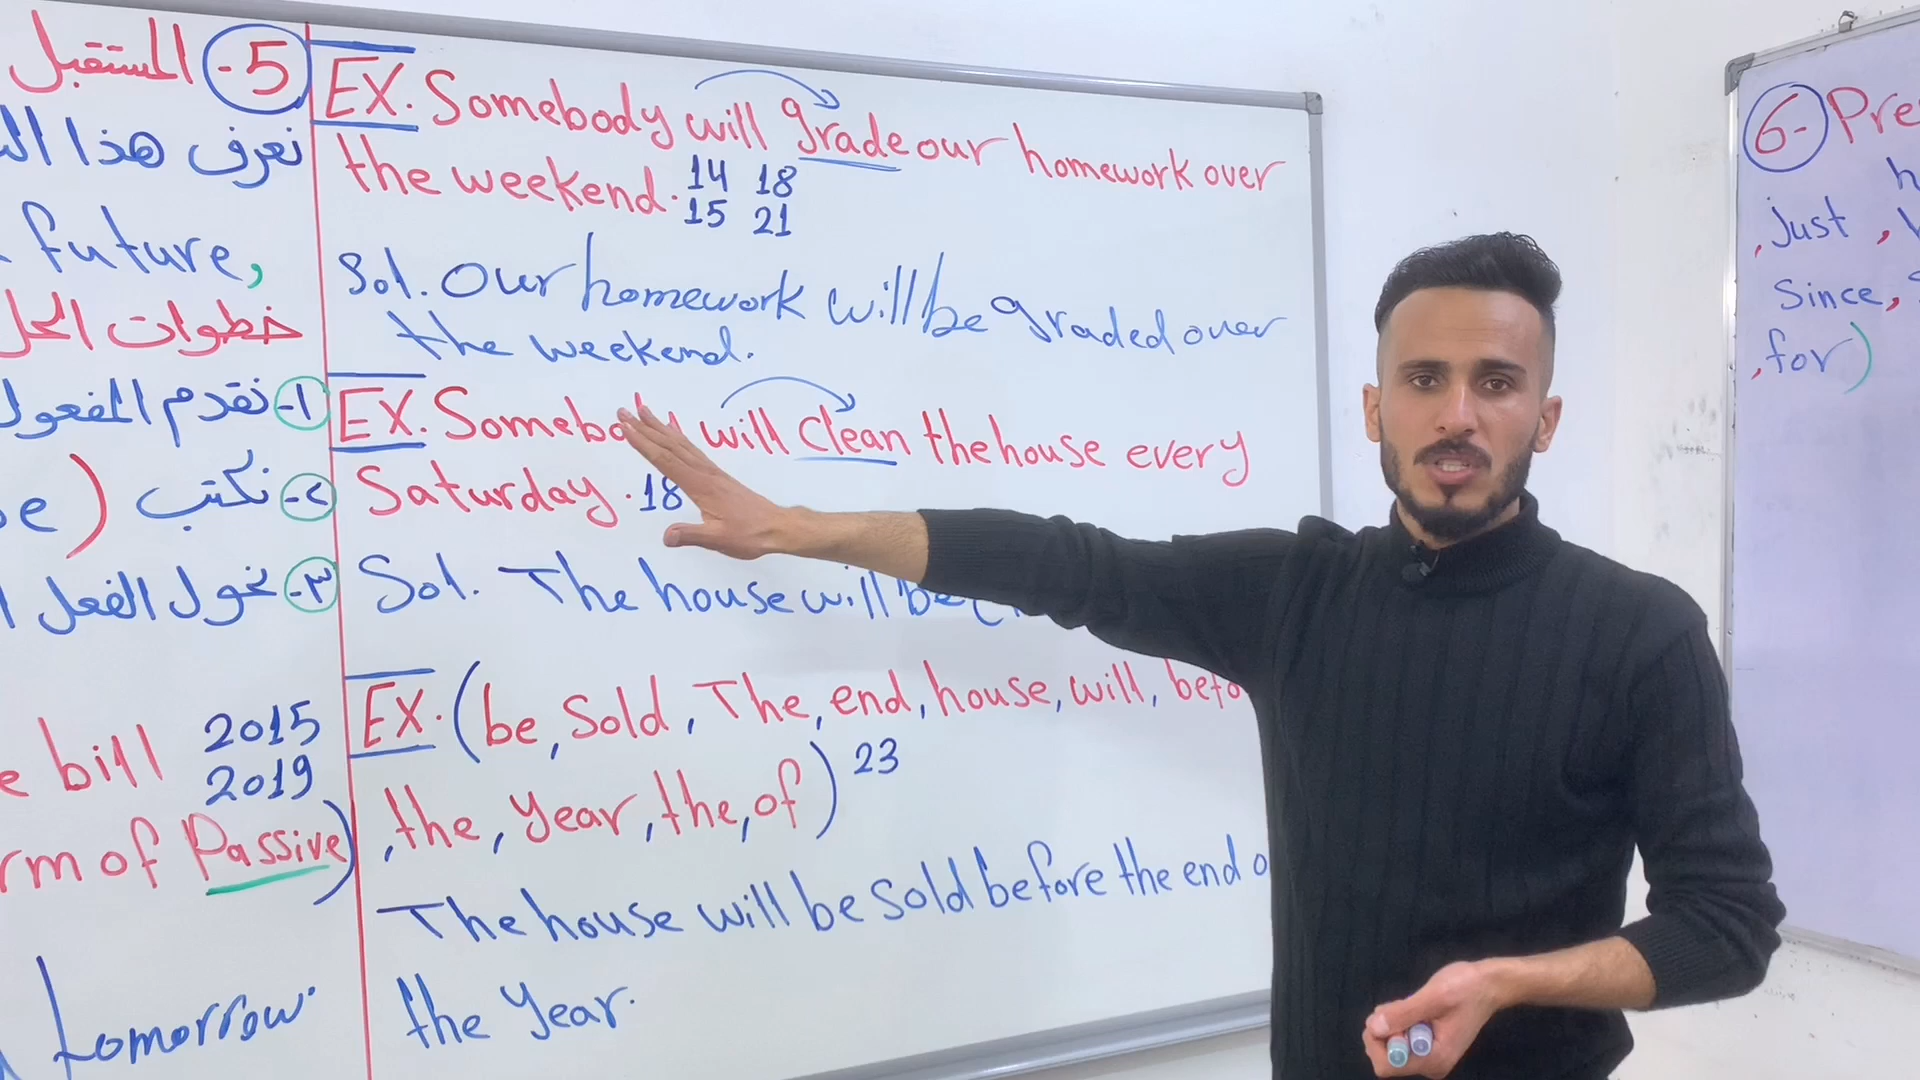 5- المستقبل
نعرف هذا
future,
خطوات الحل
١- نقدم المفعول
٢- نكتب (
٣- نحول الفعل
bill 2015
2019
of Passive)
tomorrow.
EX. Somebody will grade our homework over
the weekend. 14 18
15 21
Sol. Our homework will be graded over
the weekend.
EX. Somebody will clean the house every
Saturday. 18
Sol. The house will be
EX. (be, Sold, The, end, house, will,
, the, year, the, of) 23
The house will be sold before the end
the year.
6-
, just ,
Since,
, for)